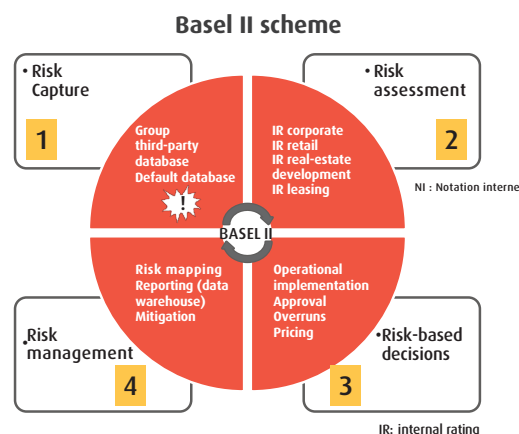 Basel II scheme
• Risk
Capture
1
• Risk
assessment
2
Group
third-party
database
Default database
!
IR corporate
IR retail
IR real-estate
development
IR leasing
NI : Notation interne
BASEL II
Risk mapping
Reporting (data
warehouse)
Mitigation
Operational
implementation
Approval
Overruns
Pricing
•Risk
management
4
•Risk-based
decisions
3
IR: internal rating